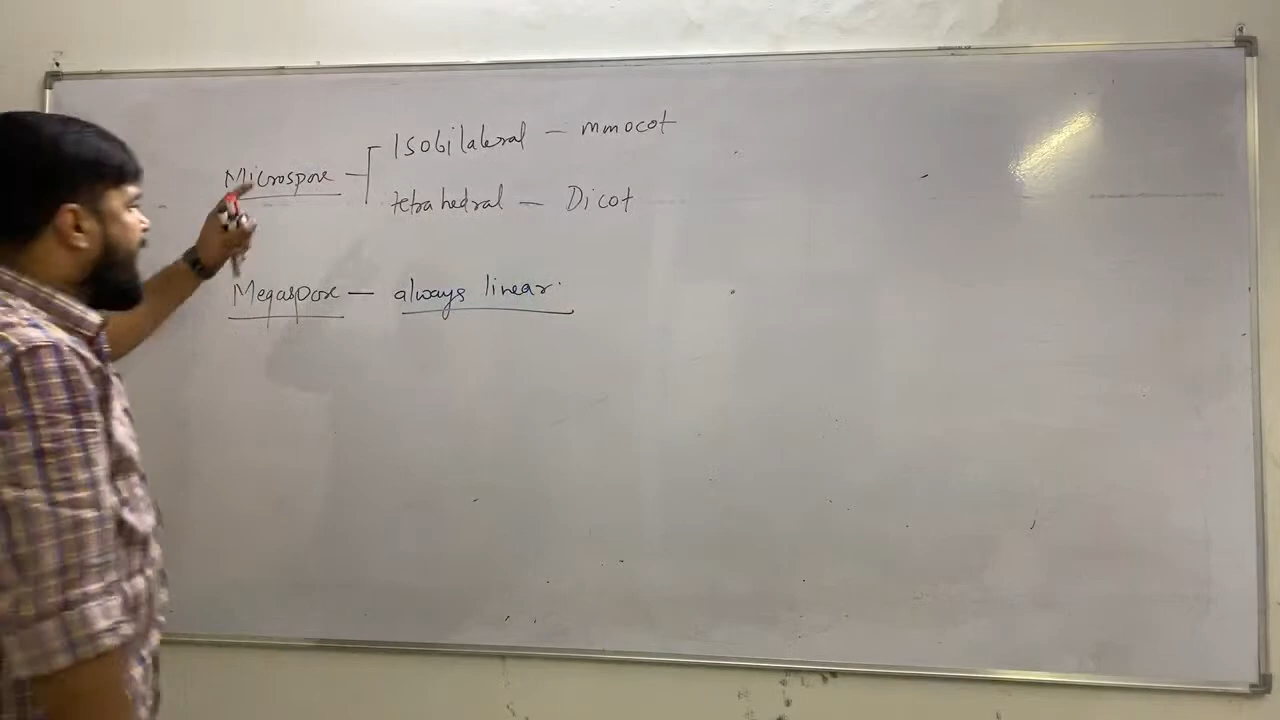 Isobilateral — monocot
Microspore
tetrahedral — Dicot
Megaspore — always linear.